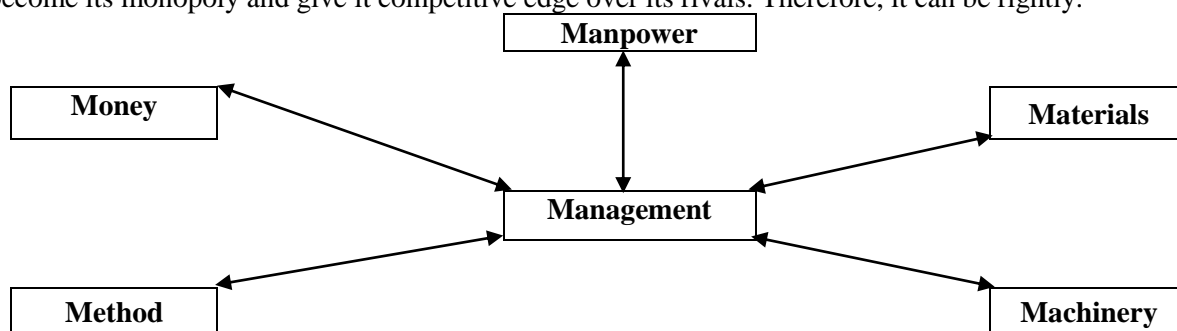 become its monopoly and give it competitive edge over its rivals. Therefore, it can be rightly.
Manpower
Money
Materials
Management
Method
Machinery